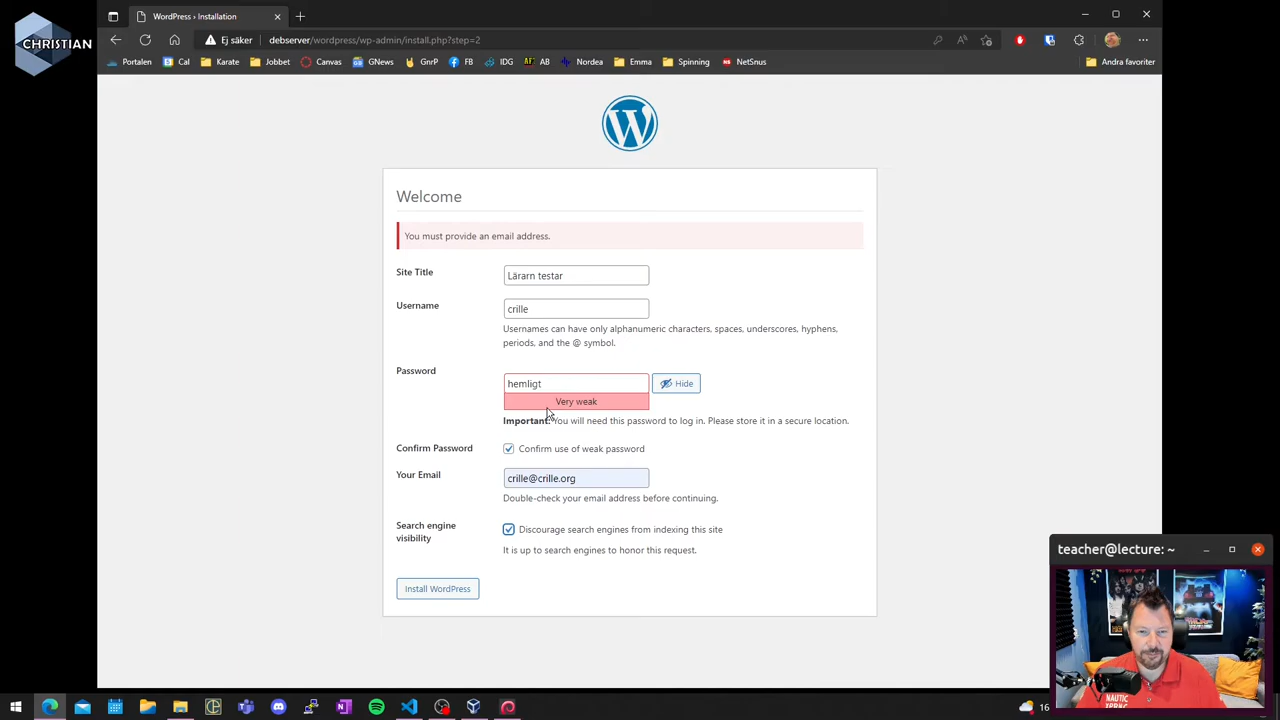 CHRISTIAN
WordPress › Installation
Ej säker
debserver/wordpress/wp-admin/install.php?step=2
Portalen
Cal
Karate
Jobbet
Canvas
GNews
GnrP
FB
IDG
AB
Nordea
Emma
Spinning
NetSnus
Andra favoriter
Welcome
You must provide an email address.
Site Title
Lärarn testar
Username
crille
Usernames can have only alphanumeric characters, spaces, underscores, hyphens,
periods, and the @ symbol.
Password
hemligt
Hide
Very weak
Important: You will need this password to log in. Please store it in a secure location.
Confirm Password
Confirm use of weak password
Your Email
crille@crille.org
Double-check your email address before continuing.
Search engine
visibility
Discourage search engines from indexing this site
It is up to search engines to honor this request.
Install WordPress
teacher@lecture: ~
NAUTIC
16